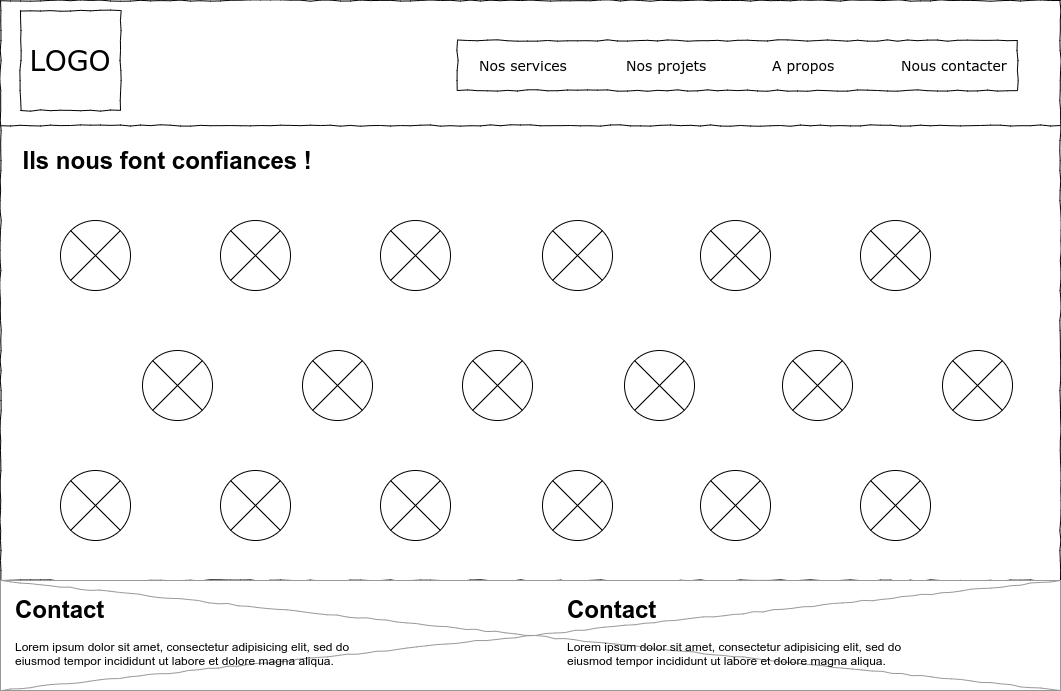 LOGO
Nos services Nos projets A propos Nous contacter
Ils nous font confiances !
Contact
Lorem ipsum dolor sit amet, consectetur adipisicing elit, sed do
eiusmod tempor incididunt ut labore et dolore magna aliqua.
Contact
Lorem ipsum dolor sit amet, consectetur adipisicing elit, sed do
eiusmod tempor incididunt ut labore et dolore magna aliqua.